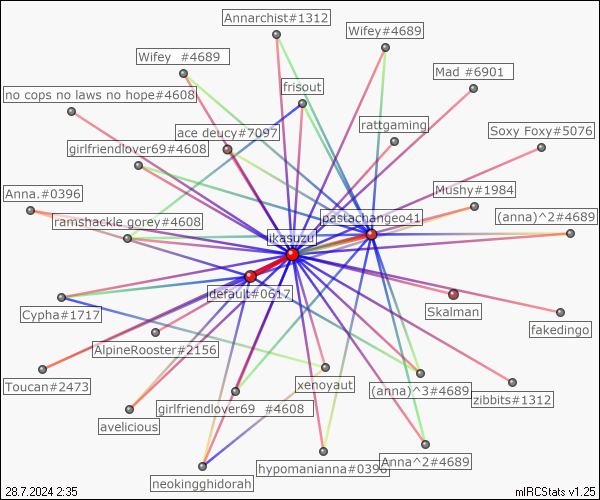 Annarchist#1312
Wifey#4689
Wifey  #4689
Mad #6901
frisout
no cops no laws no hope#4608
rattgaming
ace deucy#7097
Soxy Foxy#5076
girlfriendlover69#4608
Anna.#0396
Mushy#1984
pastachangeo41
(anna)^2#4689
ramshackle gorey#4608
ikasuzu
default#0617
Cypha#1717
Skalman
fakedingo
AlpineRooster#2156
Toucan#2473
xenoyaut
(anna)^3#4689
zibbits#1312
girlfriendlover69  #4608
avelicious
Anna^2#4689
hypomanianna#0396
neokingghidorah
28.7.2024 2:35
mIRCStats v1.25